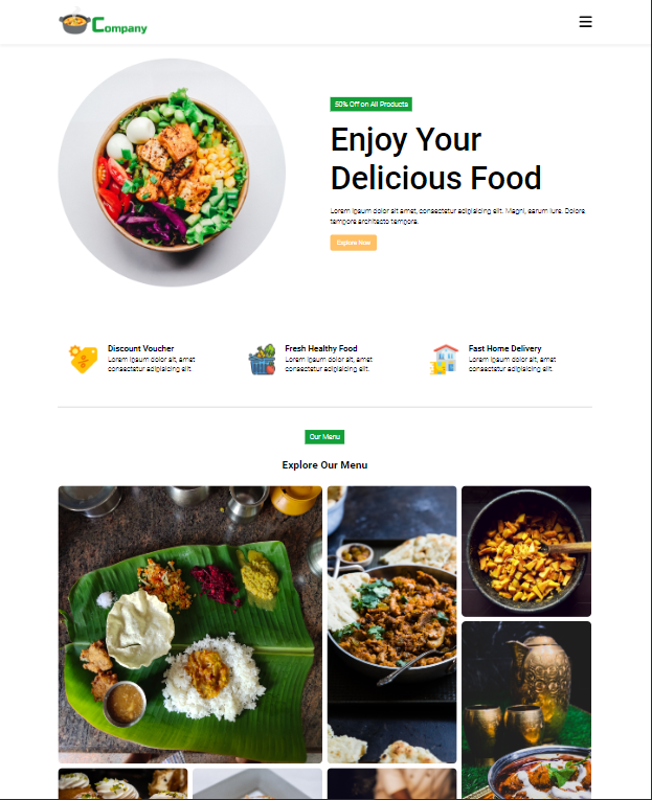 Company
50% Off on All Products
Enjoy Your
Delicious Food
Lorem ipsum dolor sit amet, consectetur adipisicing elit. Magni, earum iure. Dolore
tempore architecto tempora.
Explore Now
Discount Voucher
Lorem ipsum dolor sit, amet
consectetur adipisicing elit.
Fresh Healthy Food
Lorem ipsum dolor sit, amet
consectetur adipisicing elit.
Fast Home Delivery
Lorem ipsum dolor sit, amet
consectetur adipisicing elit.
Our Menu
Explore Our Menu